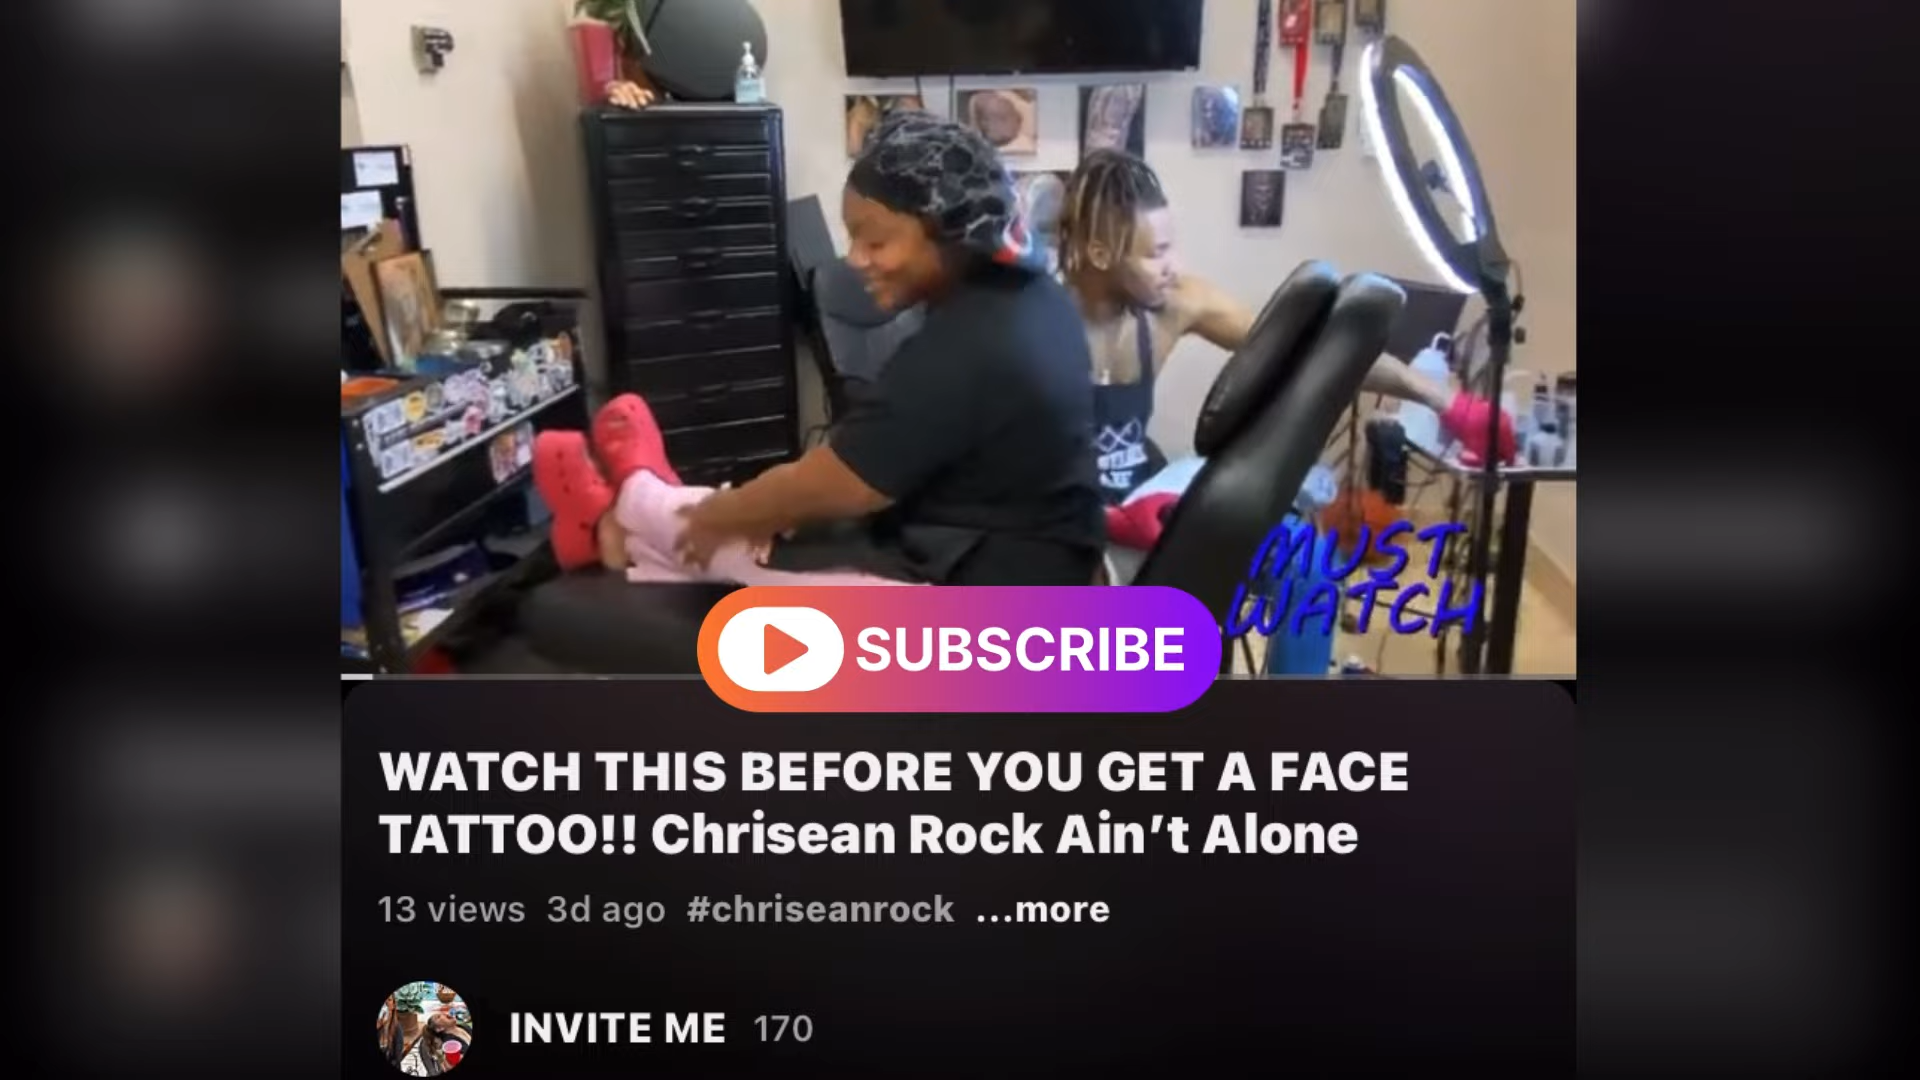 MUST
WATCH
SUBSCRIBE
WATCH THIS BEFORE YOU GET A FACE
TATTOO!! Chrisean Rock Ain't Alone
13 views 3d ago #chriseanrock ...more
INVITE ME 170